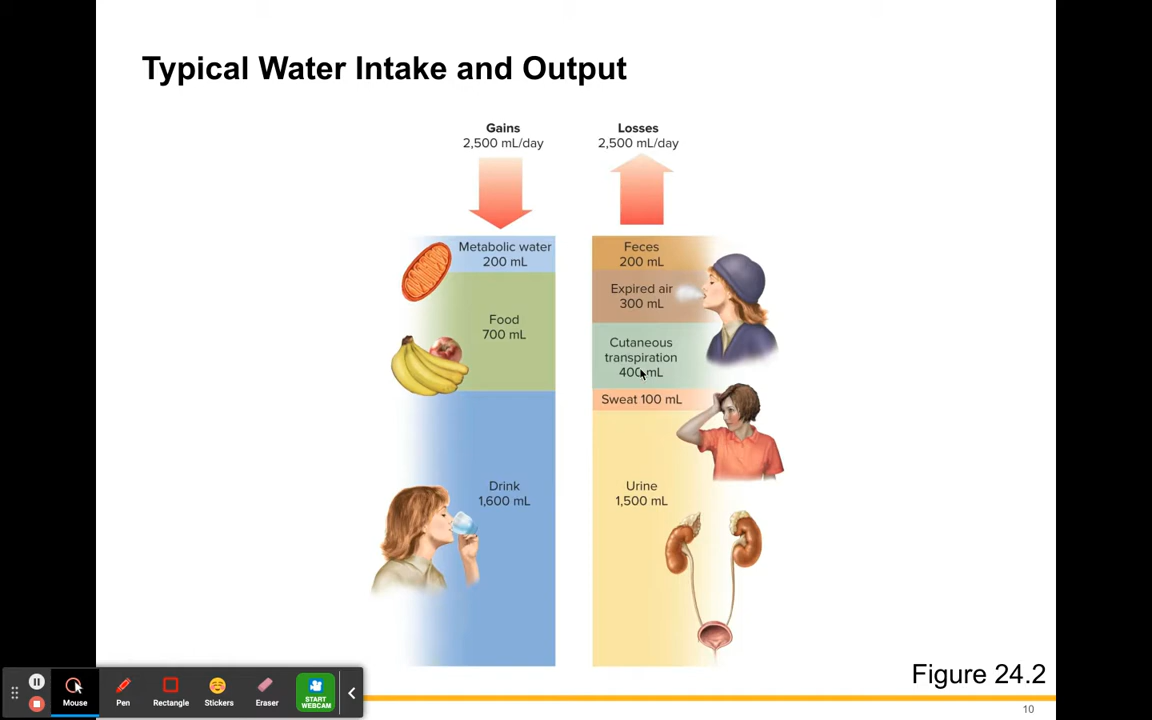 Typical Water Intake and Output
Gains
2,500 mL/day
Losses
2,500 mL/day
Metabolic water
200 mL
Food
700 mL
Drink
1,600 mL
Feces
200 mL
Expired air
300 mL
Cutaneous
transpiration
400 mL
Sweat 100 mL
Urine
1,500 mL
Figure 24.2
10
Mouse
Pen
Rectangle
Stickers
Eraser
START
WEBCAM